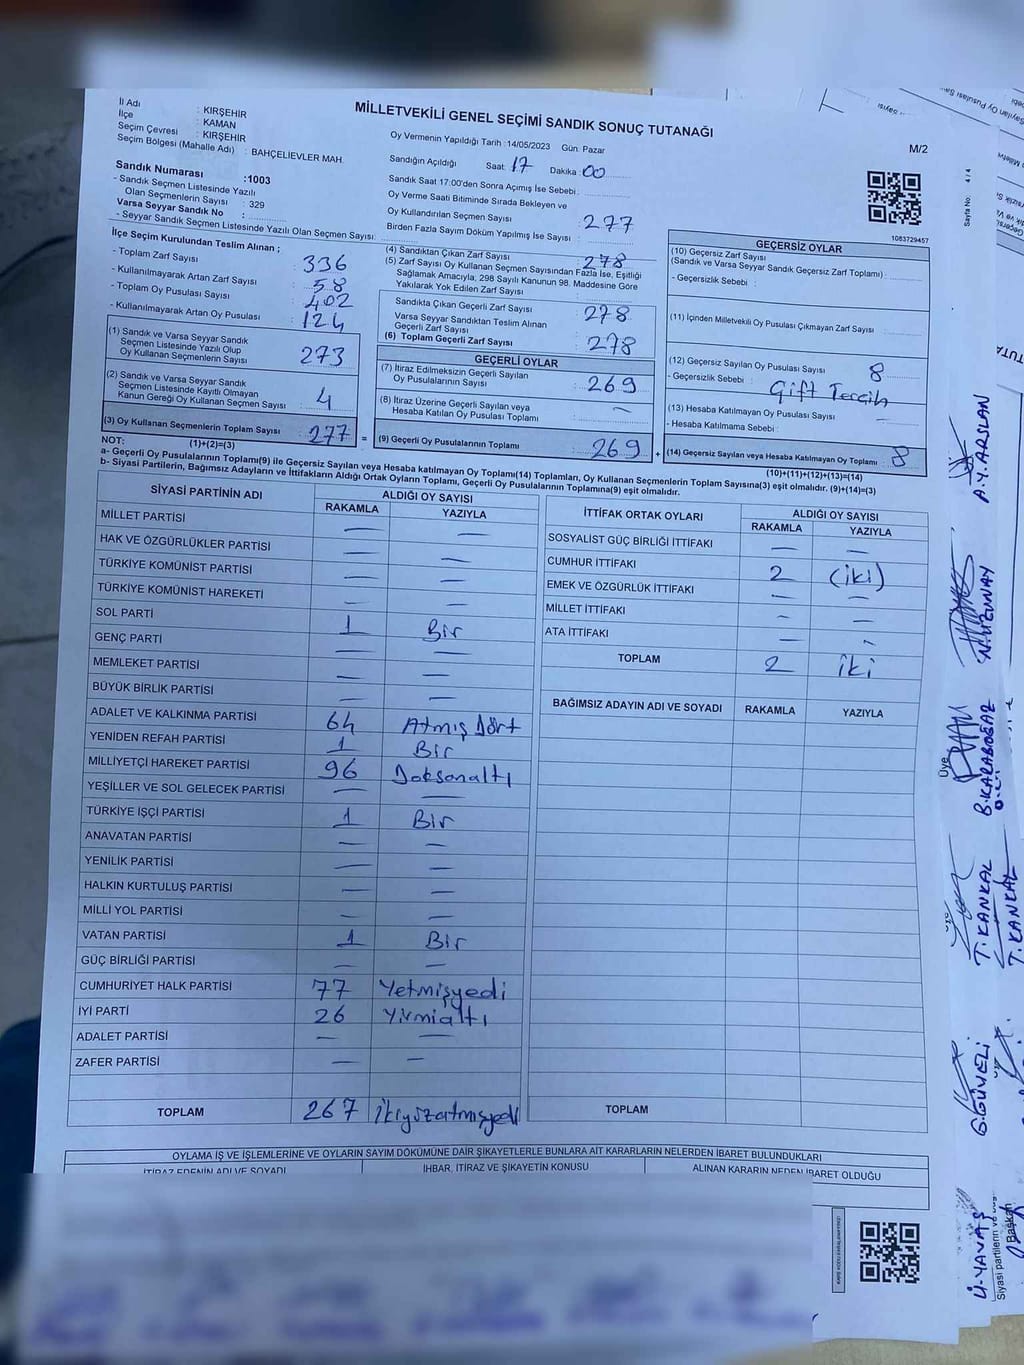 MİLLETVEKİLİ GENEL SEÇİMİ SANDIK SONUÇ TUTANAĞI
M/2
İl Adı : KIRŞEHİR
İlçe : KAMAN
Seçim Çevresi : KIRŞEHİR
Seçim Bölgesi (Mahalle Adı) : BAHÇELİEVLER MAH.
Oy Vermenin Yapıldığı Tarih :14/05/2023 Gün: Pazar
Sandığın Açıldığı Saat: 17 Dakika: 00
Sandık Saat 17:00'den Sonra Açılmış İse Sebebi :
Oy Verme Saati Bitiminde Sırada Bekleyen ve
Oy Kullandırılan Seçmen Sayısı : 277
Birden Fazla Sayım Döküm Yapılmış İse Sayısı :
Sandık Numarası :1003
- Sandık Seçmen Listesinde Yazılı
Olan Seçmenlerin Sayısı : 329
Varsa Seyyar Sandık No :
- Seyyar Sandık Seçmen Listesinde Yazılı Olan Seçmen Sayısı:
İlçe Seçim Kurulundan Teslim Alınan ;
- Toplam Zarf Sayısı : 336
- Kullanılmayarak Artan Zarf Sayısı : 58
- Toplam Oy Pusulası Sayısı : 402
- Kullanılmayarak Artan Oy Pusulası : 124
(1) Sandık ve Varsa Seyyar Sandık
Seçmen Listesinde Yazılı Olup
Oy Kullanan Seçmenlerin Sayısı : 273
(2) Sandık ve Varsa Seyyar Sandık
Seçmen Listesinde Kayıtlı Olmayan
Kanun Gereği Oy Kullanan Seçmen Sayısı : 4
(3) Oy Kullanan Seçmenlerin Toplam Sayısı : 277
(1)+(2)=(3)
(4) Sandıktan Çıkan Zarf Sayısı : 278
(5) Zarf Sayısı Oy Kullanan Seçmen Sayısından Fazla İse, Eşitliği
Sağlamak Amacıyla; 298 Sayılı Kanunun 98. Maddesine Göre
Yakılarak Yok Edilen Zarf Sayısı :
Sandıkta Çıkan Geçerli Zarf Sayısı : 278
Varsa Seyyar Sandıktan Teslim Alınan
Geçerli Zarf Sayısı :
(6) Toplam Geçerli Zarf Sayısı : 278
GEÇERLİ OYLAR
(7) İtiraz Edilmeksizin Geçerli Sayılan
Oy Pusulalarının Sayısı : 269
(8) İtiraz Üzerine Geçerli Sayılan veya
Hesaba Katılan Oy Pusulası Toplamı : —
= (9) Geçerli Oy Pusulalarının Toplamı : 269
1083729457
GEÇERSİZ OYLAR
(10) Geçersiz Zarf Sayısı
(Sandık ve Varsa Seyyar Sandık Geçersiz Zarf Toplamı) :
- Geçersizlik Sebebi :
(11) İçinden Milletvekili Oy Pusulası Çıkmayan Zarf Sayısı :
(12) Geçersiz Sayılan Oy Pusulası Sayısı : 8
- Geçersizlik Sebebi : Çift Tercih
(13) Hesaba Katılmayan Oy Pusulası Sayısı :
- Hesaba Katılmama Sebebi :
+ (14) Geçersiz Sayılan veya Hesaba Katılmayan Oy Toplamı : 8
(10)+(11)+(12)+(13)=(14)
NOT:
a- Geçerli Oy Pusulalarının Toplamı(9) ile Geçersiz Sayılan veya Hesaba katılmayan Oy Toplamı(14) Toplamları, Oy Kullanan Seçmenlerin Toplam Sayısına(3) eşit olmalıdır. (9)+(14)=(3)
b- Siyasi Partilerin, Bağımsız Adayların ve İttifakların Aldığı Ortak Oyların Toplamı, Geçerli Oy Pusulalarının Toplamına(9) eşit olmalıdır.
SİYASİ PARTİNİN ADI ALDIĞI OY SAYISI
RAKAMLA YAZIYLA
MİLLET PARTİSİ — —
HAK VE ÖZGÜRLÜKLER PARTİSİ — —
TÜRKİYE KOMÜNİST PARTİSİ — —
TÜRKİYE KOMÜNİST HAREKETİ — —
SOL PARTİ 1 Bir
GENÇ PARTİ — —
MEMLEKET PARTİSİ — —
BÜYÜK BİRLİK PARTİSİ — —
ADALET VE KALKINMA PARTİSİ 64 Atmış dört
YENİDEN REFAH PARTİSİ 1 Bir
MİLLİYETÇİ HAREKET PARTİSİ 96 Doksanaltı
YEŞİLLER VE SOL GELECEK PARTİSİ — —
TÜRKİYE İŞÇİ PARTİSİ 1 Bir
ANAVATAN PARTİSİ — —
YENİLİK PARTİSİ — —
HALKIN KURTULUŞ PARTİSİ — —
MİLLİ YOL PARTİSİ — —
VATAN PARTİSİ 1 Bir
GÜÇ BİRLİĞİ PARTİSİ — —
CUMHURİYET HALK PARTİSİ 77 Yetmişyedi
İYİ PARTİ 26 Yirmialtı
ADALET PARTİSİ — —
ZAFER PARTİSİ — —
TOPLAM 267 ikiyüzatmışyedi
İTTİFAK ORTAK OYLARI ALDIĞI OY SAYISI
RAKAMLA YAZIYLA
SOSYALİST GÜÇ BİRLİĞİ İTTİFAKI — —
CUMHUR İTTİFAKI 2 (iki)
EMEK VE ÖZGÜRLÜK İTTİFAKI — —
MİLLET İTTİFAKI — —
ATA İTTİFAKI — —
TOPLAM 2 iki
BAĞIMSIZ ADAYIN ADI VE SOYADI RAKAMLA YAZIYLA
TOPLAM
OYLAMA İŞ VE İŞLEMLERİNE VE OYLARIN SAYIM DÖKÜMÜNE DAİR ŞİKAYETLERLE BUNLARA AİT KARARLARIN NELERDEN İBARET BULUNDUKLARI
İTİRAZ EDENİN ADI VE SOYADI İHBAR, İTİRAZ VE ŞİKAYETİN KONUSU ALINAN KARARIN NEDEN İBARET OLDUĞU
Sayfa No: 4/4
A.Y.ARSLAN
Üye
B.KARABOĞAZ
T.KANKAL
T.KANKAL
G.GÜVELİ
Ü.YAVAŞ
Başkan